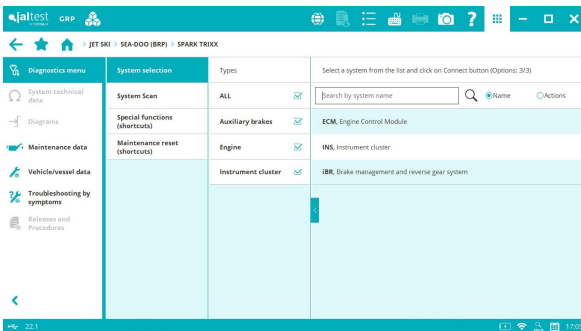 jaltest GRP
> JET SKI > SEA-DOO (BRP) > SPARK TRIXX
Diagnostics menu
System technical
data
Diagrams
Maintenance data
Vehicle/vessel data
Troubleshooting by
symptoms
Releases and
Procedures
System selection
System Scan
Special functions
(shortcuts)
Maintenance reset
(shortcuts)
Types
ALL
Auxiliary brakes
Engine
Instrument cluster
Select a system from the list and click on Connect button (Options: 3/3)
Search by system name
Name
Actions
ECM, Engine Control Module
INS, Instrument cluster
iBR, Brake management and reverse gear system
22.1
17:05